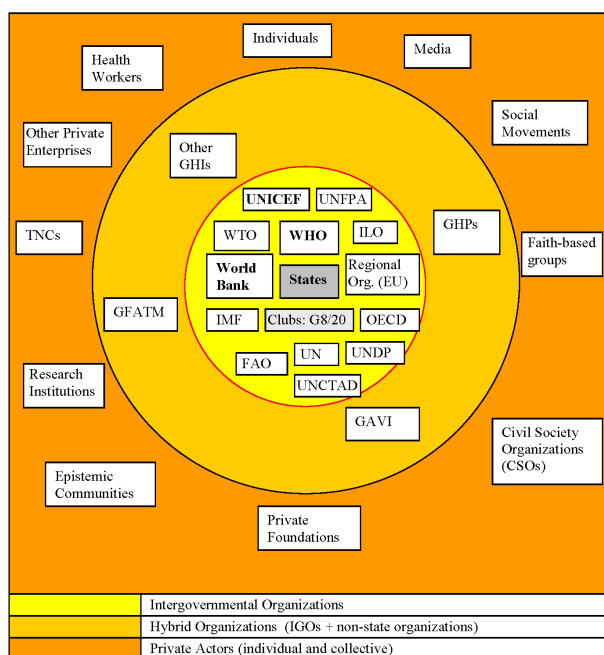 Individuals
Media
Health
Workers
Social
Movements
Other Private
Enterprises
Other
GHIs
UNICEF
UNFPA
GHPs
TNCs
WTO
WHO
ILO
Faith-based
groups
World
Bank
States
Regional
Org. (EU)
GFATM
IMF
Clubs: G8/20
OECD
FAO
UN
UNDP
UNCTAD
Research
Institutions
GAVI
Civil Society
Organizations
(CSOs)
Epistemic
Communities
Private
Foundations
Intergovernmental Organizations
Hybrid Organizations (IGOs + non-state organizations)
Private Actors (individual and collective)